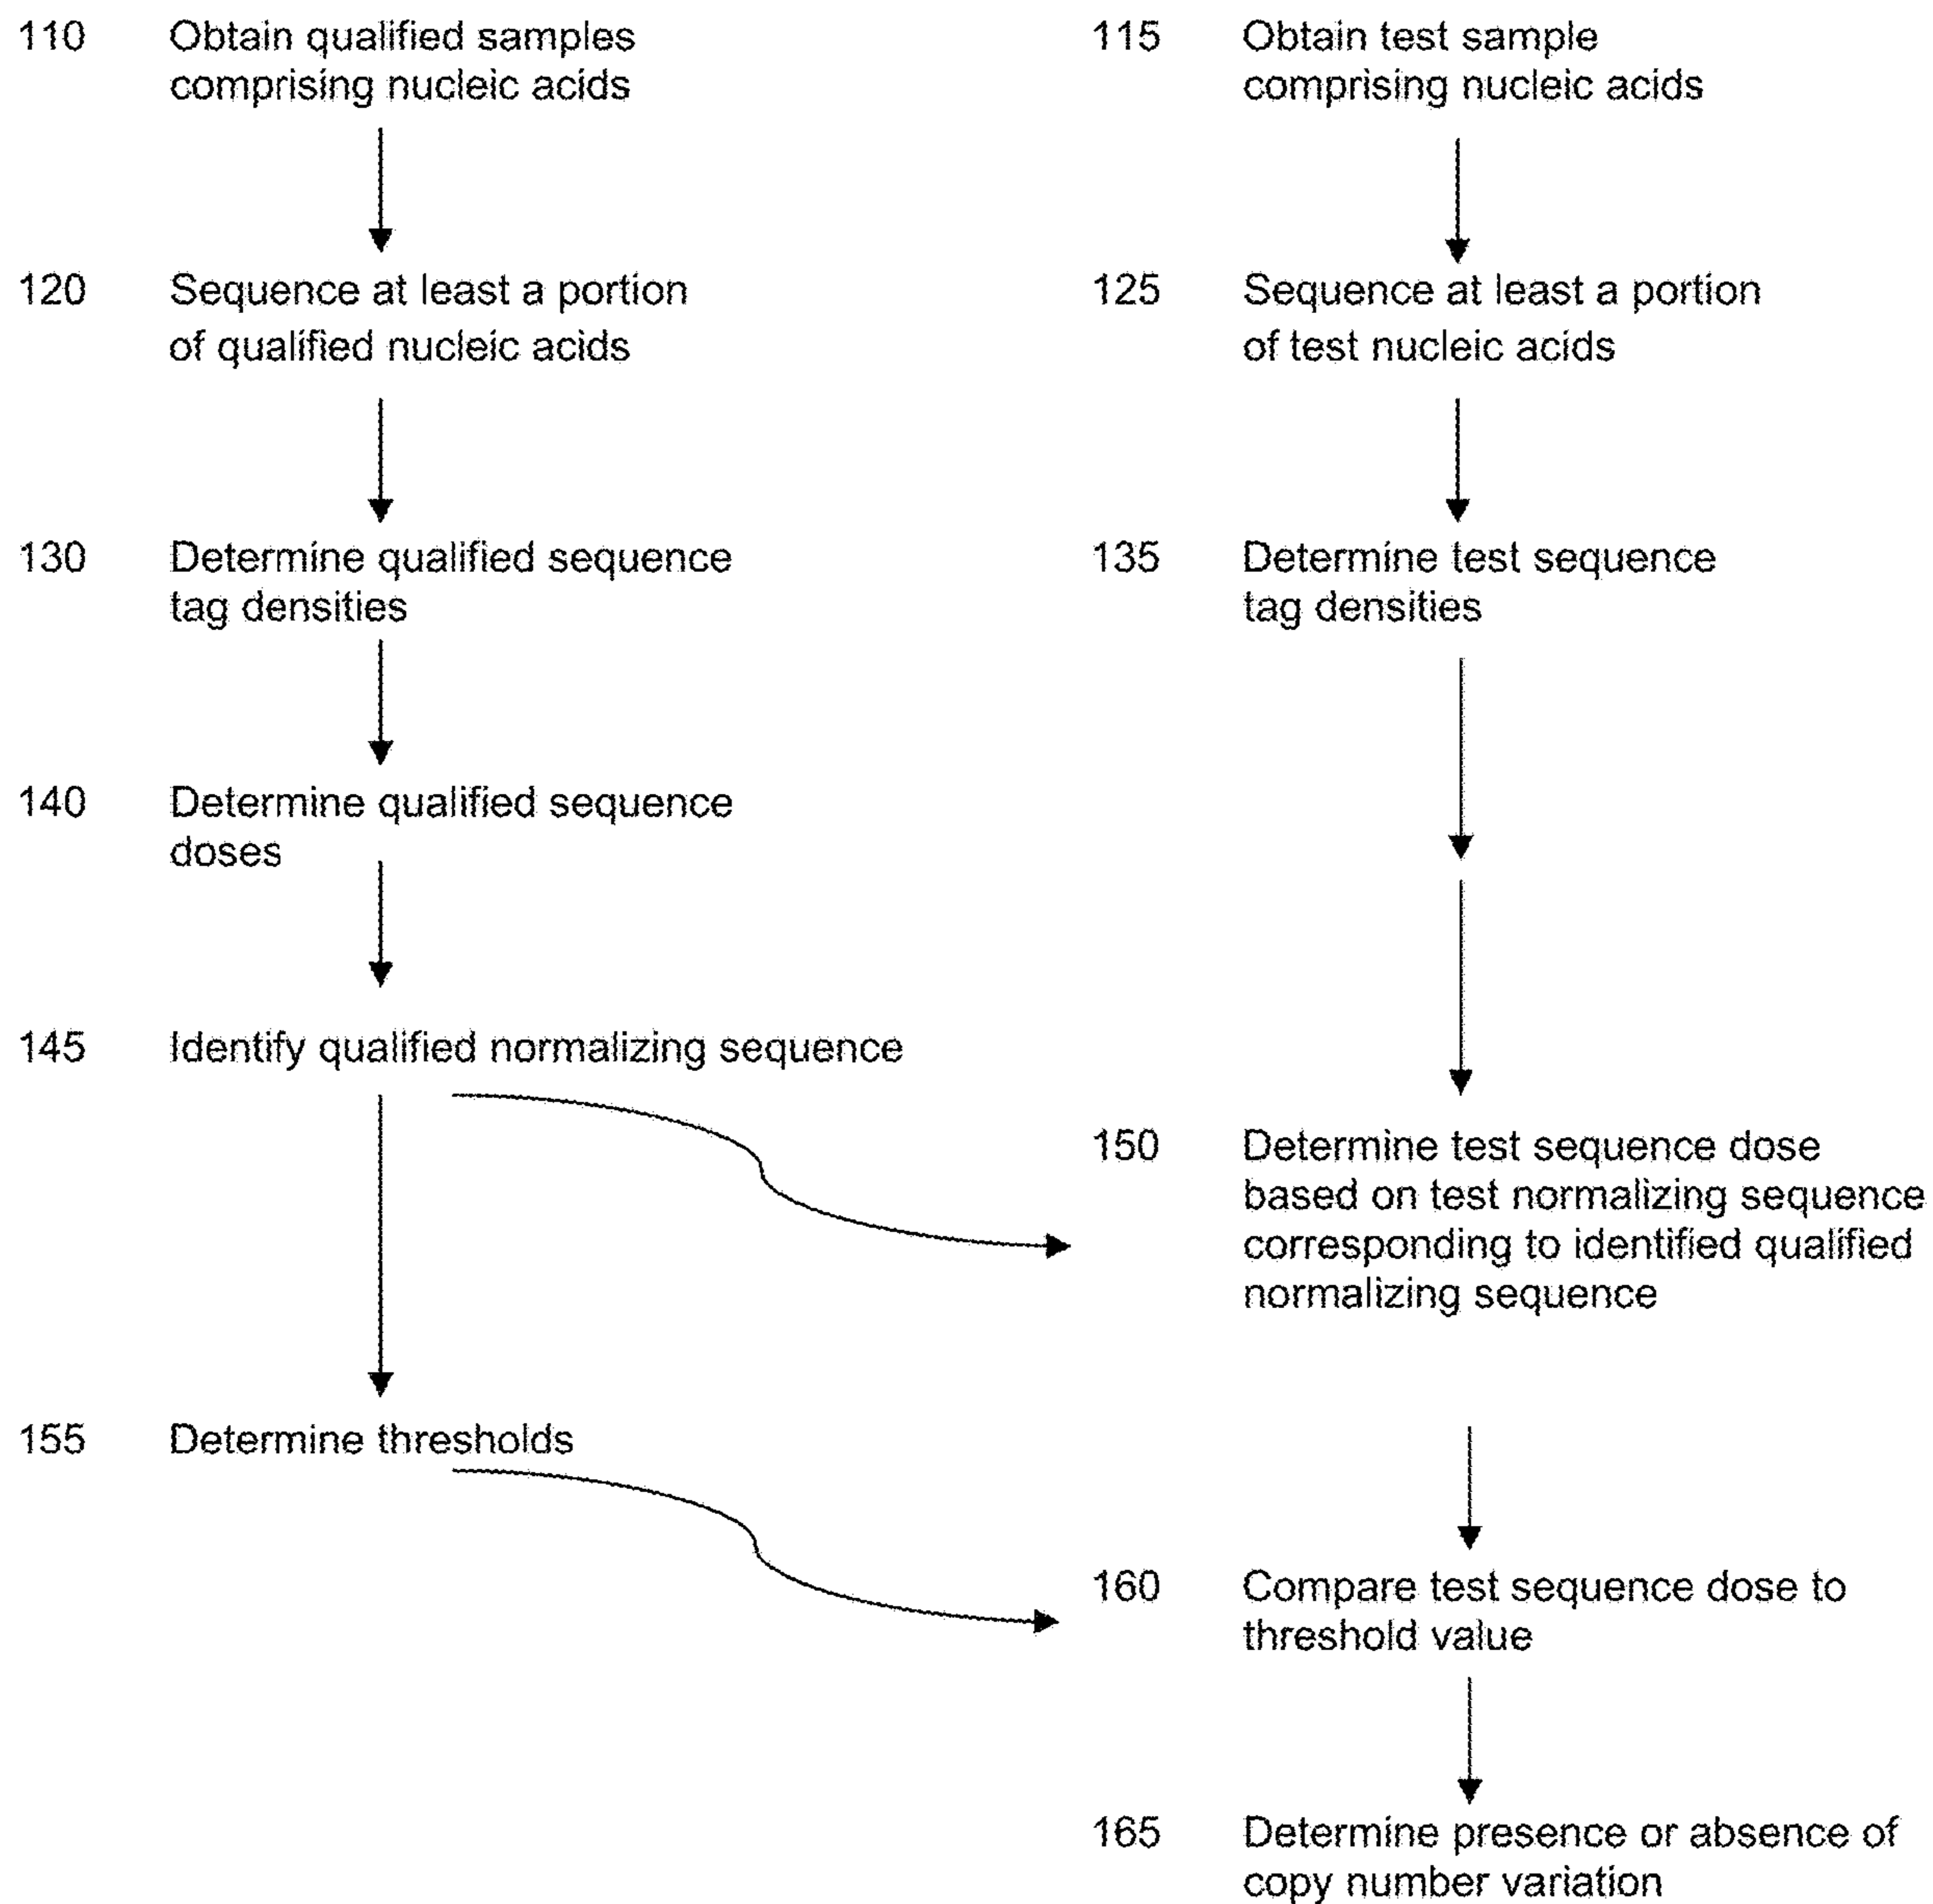 110 Obtain qualified samples
comprising nucleic acids
120 Sequence at least a portion
of qualified nucleic acids
130 Determine qualified sequence
tag densities
140 Determine qualified sequence
doses
145 Identify qualified normalizing sequence
155 Determine thresholds
115 Obtain test sample
comprising nucleic acids
125 Sequence at least a portion
of test nucleic acids
135 Determine test sequence
tag densities
150 Determine test sequence dose
based on test normalizing sequence
corresponding to identified qualified
normalizing sequence
160 Compare test sequence dose to
threshold value
165 Determine presence or absence of
copy number variation